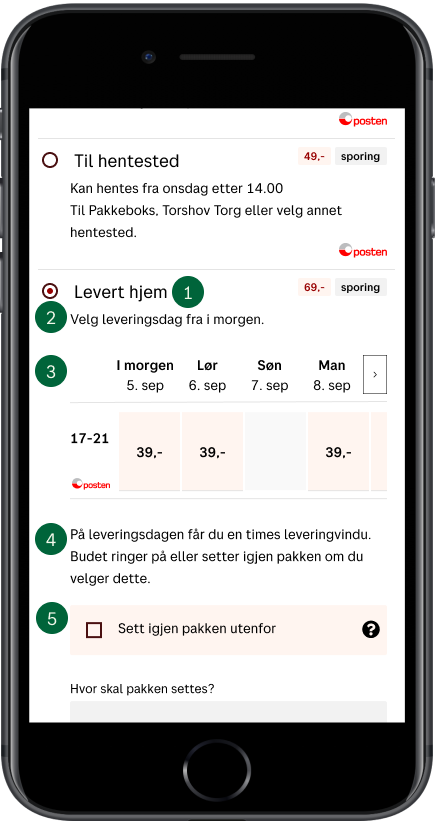 posten
Til hentested 49,- sporing
Kan hentes fra onsdag etter 14.00
Til Pakkeboks, Torshov Torg eller velg annet
hentested.
posten
Levert hjem 1 69,- sporing
2 Velg leveringsdag fra i morgen.
3 I morgen Lør Søn Man
5. sep 6. sep 7. sep 8. sep
17-21 39,- 39,- 39,-
posten
4 På leveringsdagen får du en times leveringvindu.
Budet ringer på eller setter igjen pakken om du
velger dette.
5 Sett igjen pakken utenfor ?
Hvor skal pakken settes?